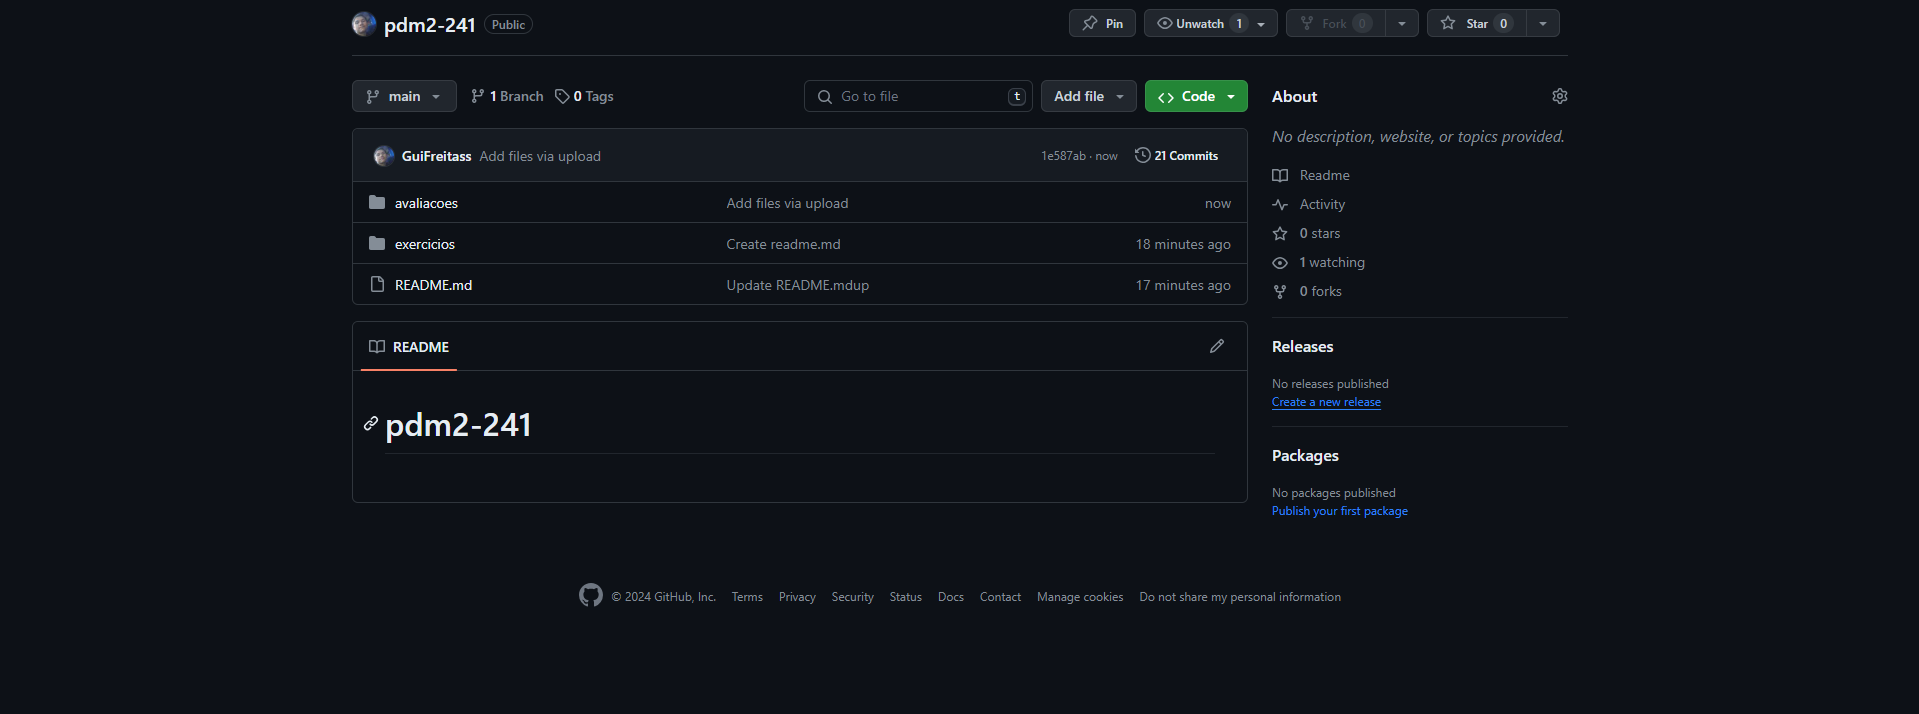 pdm2-241 Public Pin Unwatch 1 Fork 0 Star 0
main 1 Branch 0 Tags Go to file t Add file Code
GuiFreitass Add files via upload 1e587ab · now 21 Commits
avaliacoes Add files via upload now
exercicios Create readme.md 18 minutes ago
README.md Update README.mdup 17 minutes ago
README
pdm2-241
About
No description, website, or topics provided.
Readme
Activity
0 stars
1 watching
0 forks
Releases
No releases published
Create a new release
Packages
No packages published
Publish your first package
© 2024 GitHub, Inc. Terms Privacy Security Status Docs Contact Manage cookies Do not share my personal information